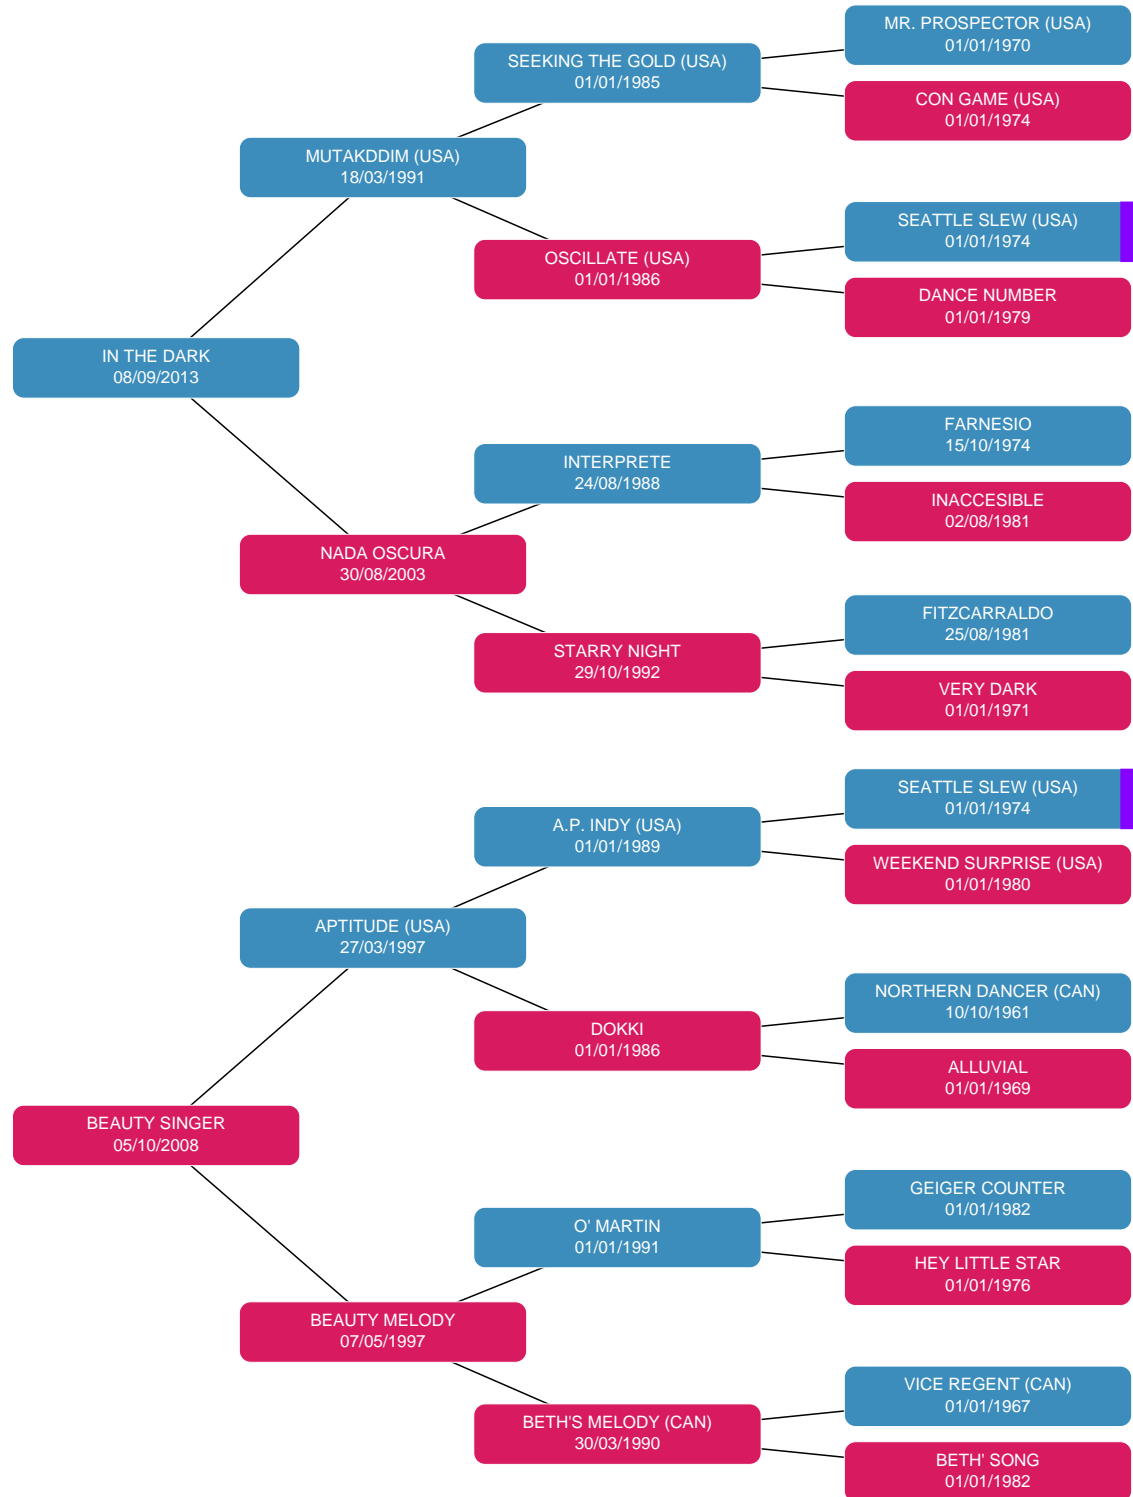 MR. PROSPECTOR (USA)
01/01/1970
SEEKING THE GOLD (USA)
01/01/1985
CON GAME (USA)
01/01/1974
MUTAKDDIM (USA)
18/03/1991
SEATTLE SLEW (USA)
01/01/1974
OSCILLATE (USA)
01/01/1986
DANCE NUMBER
01/01/1979
IN THE DARK
08/09/2013
FARNESIO
15/10/1974
INTERPRETE
24/08/1988
INACCESIBLE
02/08/1981
NADA OSCURA
30/08/2003
FITZCARRALDO
25/08/1981
STARRY NIGHT
29/10/1992
VERY DARK
01/01/1971
SEATTLE SLEW (USA)
01/01/1974
A.P. INDY (USA)
01/01/1989
WEEKEND SURPRISE (USA)
01/01/1980
APTITUDE (USA)
27/03/1997
NORTHERN DANCER (CAN)
10/10/1961
DOKKI
01/01/1986
ALLUVIAL
01/01/1969
BEAUTY SINGER
05/10/2008
GEIGER COUNTER
01/01/1982
O' MARTIN
01/01/1991
HEY LITTLE STAR
01/01/1976
BEAUTY MELODY
07/05/1997
VICE REGENT (CAN)
01/01/1967
BETH'S MELODY (CAN)
30/03/1990
BETH' SONG
01/01/1982